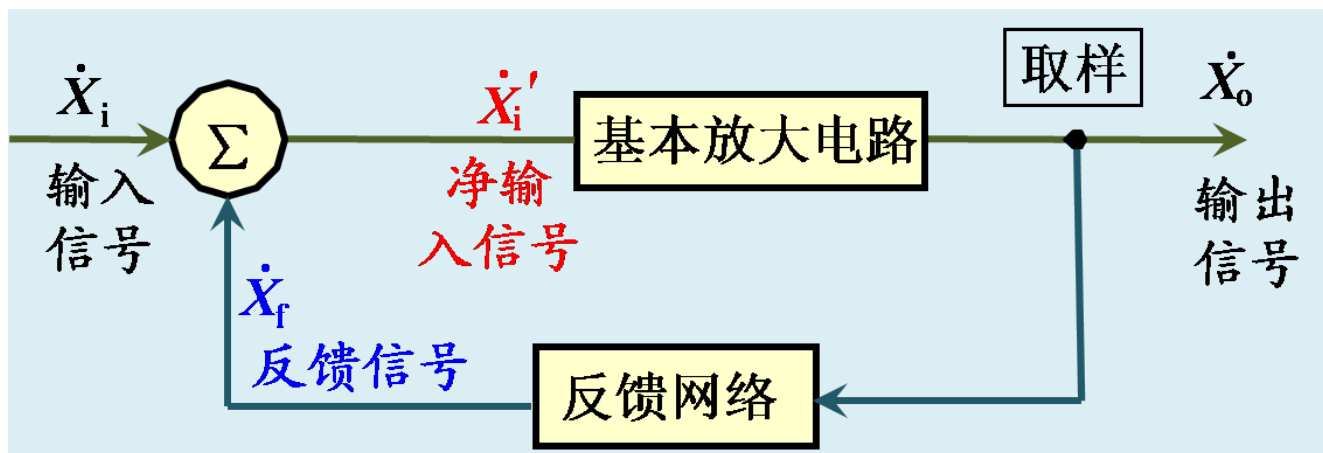 取样
Ẋi
Σ
Ẋi′
基本放大电路
Ẋo
输入
信号
净输
入信号
输出
信号
Ẋf
反馈信号
反馈网络